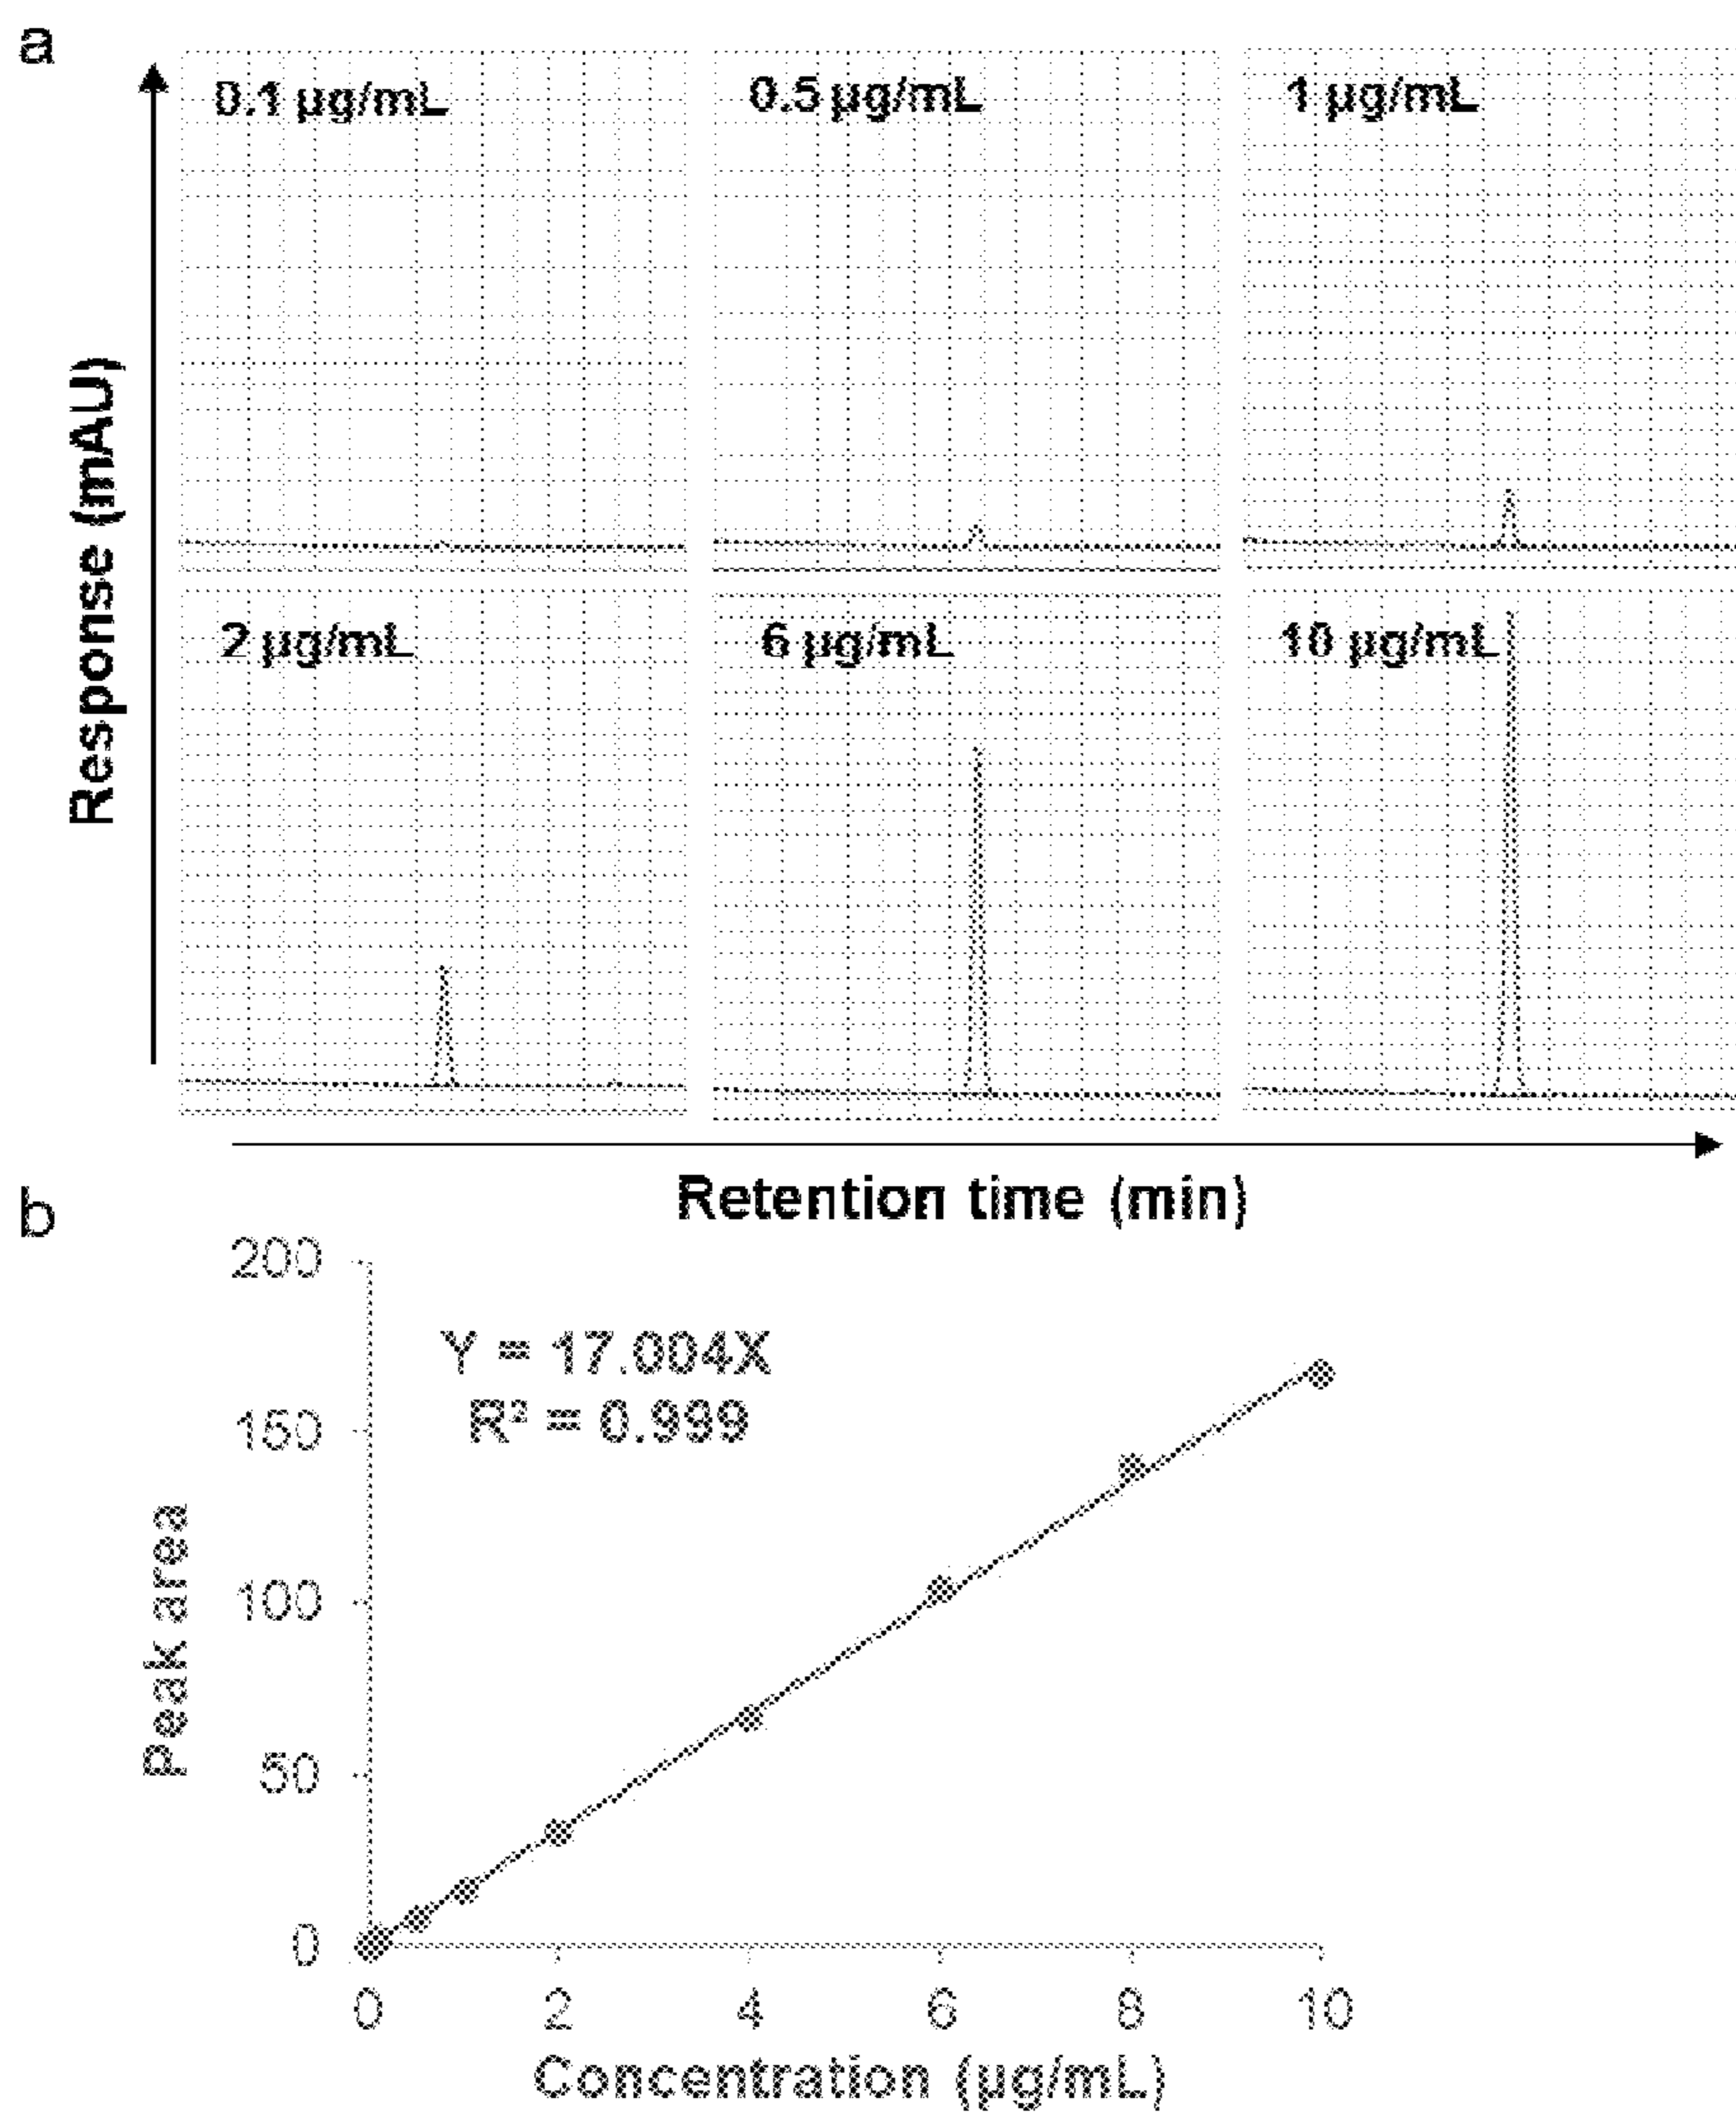 a
0.1 µg/mL
0.5 µg/mL
1 µg/mL
2 µg/mL
6 µg/mL
10 µg/mL
Response (mAU)
Retention time (min)
b
200
150
100
50
0
Y = 17.004X
R² = 0.999
Peak area
0 2 4 6 8 10
Concentration (µg/mL)